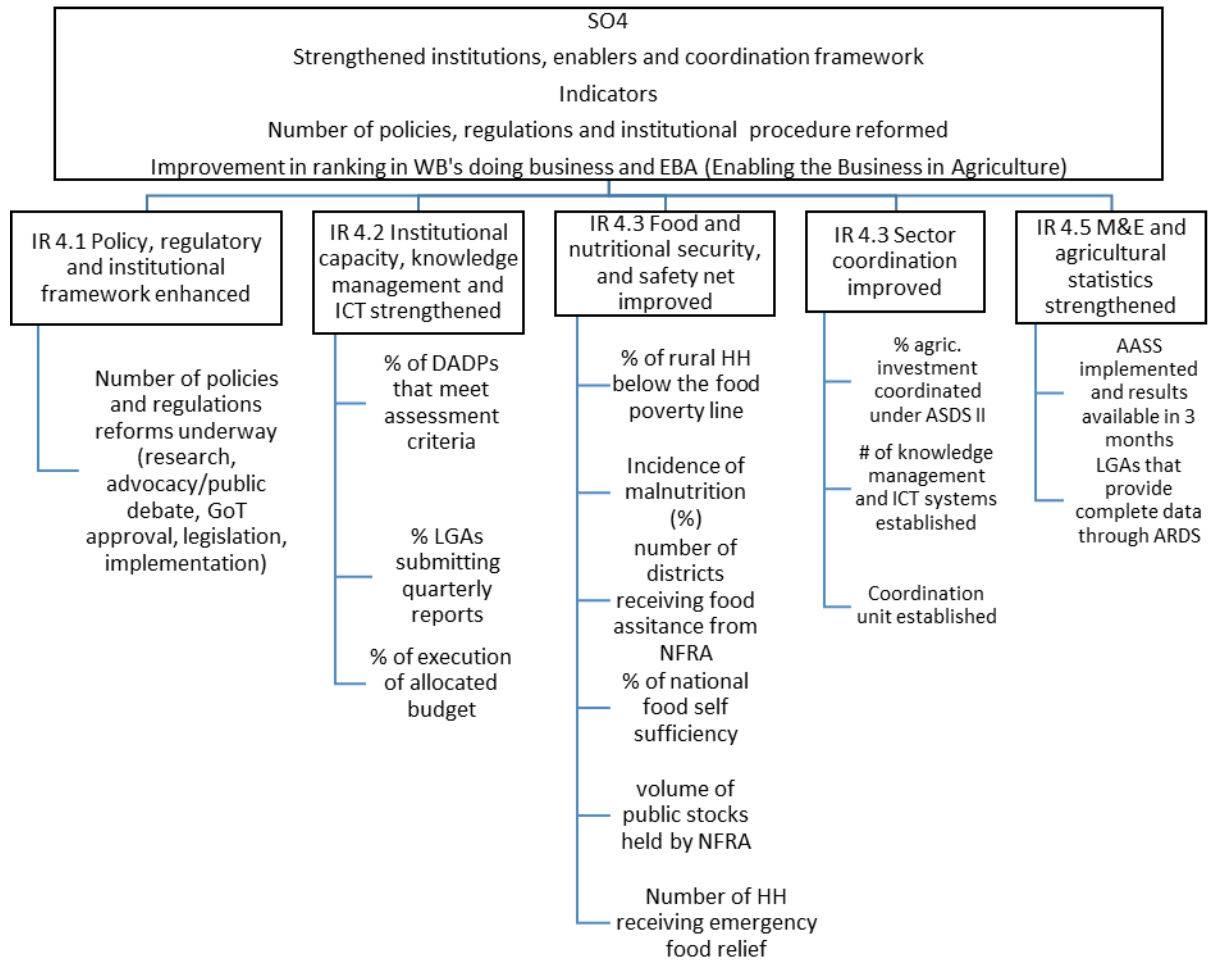 SO4
Strengthened institutions, enablers and coordination framework
Indicators
Number of policies, regulations and institutional procedure reformed
Improvement in ranking in WB's doing business and EBA (Enabling the Business in Agriculture)
IR 4.1 Policy, regulatory
and institutional
framework enhanced
Number of policies
and regulations
reforms underway
(research,
advocacy/public
debate, GoT
approval, legislation,
implementation)
IR 4.2 Institutional
capacity, knowledge
management and
ICT strengthened
% of DADPs
that meet
assessment
criteria
% LGAs
submitting
quarterly
reports
% of execution
of allocated
budget
IR 4.3 Food and
nutritional security,
and safety net
improved
% of rural HH
below the food
poverty line
Incidence of
malnutrition
(%)
number of
districts
receiving food
assitance from
NFRA
% of national
food self
sufficiency
volume of
public stocks
held by NFRA
Number of HH
receiving emergency
food relief
IR 4.3 Sector
coordination
improved
% agric.
investment
coordinated
under ASDS II
# of knowledge
management
and ICT systems
established
Coordination
unit established
IR 4.5 M&E and
agricultural
statistics
strengthened
AASS
implemented
and results
available in 3
months
LGAs that
provide
complete data
through ARDS